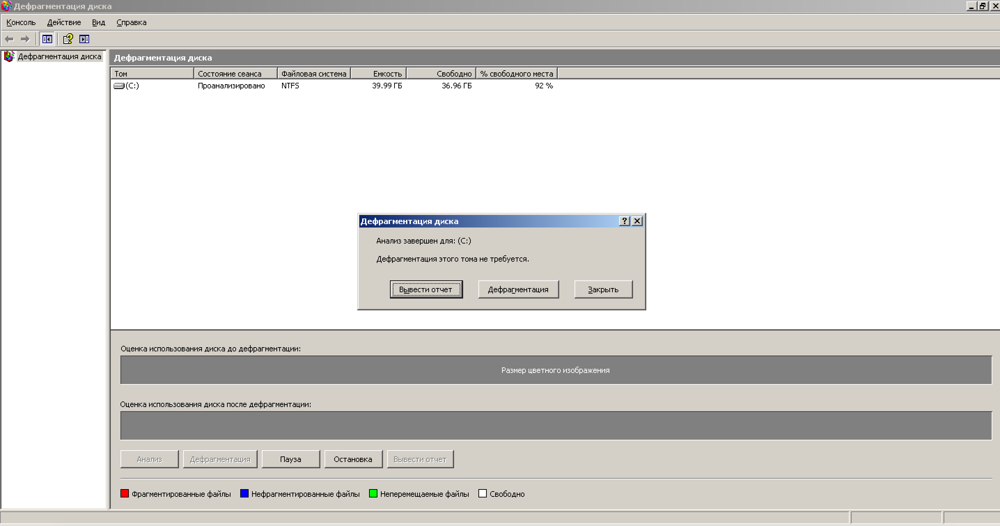 Дефрагментация диска
Консоль Действие Вид Справка
Дефрагментация диска
Дефрагментация диска
Том Состояние сеанса Файловая система Емкость Свободно % свободного места
(C:) Проанализировано NTFS 39.99 ГБ 36.96 ГБ 92 %
Дефрагментация диска
Анализ завершен для: (C:)
Дефрагментация этого тома не требуется.
Вывести отчет Дефрагментация Закрыть
Оценка использования диска до дефрагментации:
Размер цветного изображения
Оценка использования диска после дефрагментации:
Анализ Дефрагментация Пауза Остановка Вывести отчет
Фрагментированные файлы Нефрагментированные файлы Неперемещаемые файлы Свободно